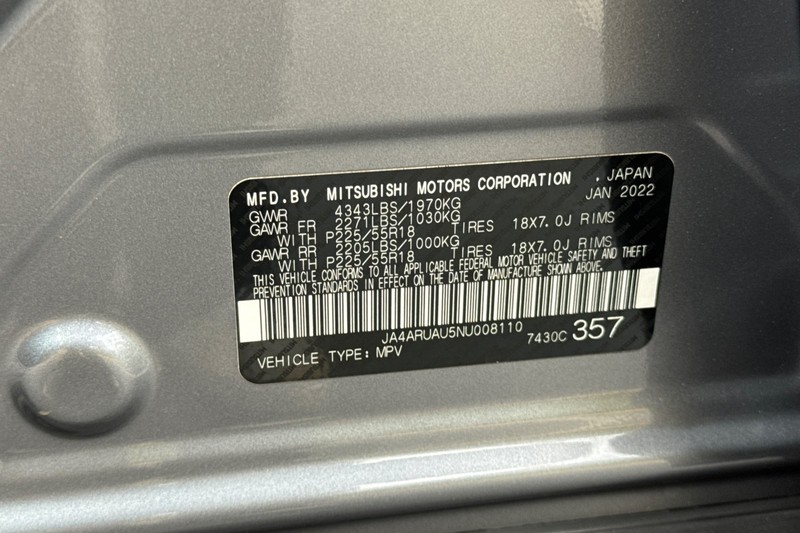 MFD.BY MITSUBISHI MOTORS CORPORATION , JAPAN
GVWR 4343LBS/1970KG JAN 2022
GAWR FR 2271LBS/1030KG
WITH P225/55R18 TIRES 18X7.0J RIMS
GAWR RR 2205LBS/1000KG
WITH P225/55R18 TIRES 18X7.0J RIMS
THIS VEHICLE CONFORMS TO ALL APPLICABLE FEDERAL MOTOR VEHICLE SAFETY AND THEFT
PREVENTION STANDARDS IN EFFECT ON THE DATE OF MANUFACTURE SHOWN ABOVE.
JA4ARUAU5NU008110 7430C 357
VEHICLE TYPE: MPV